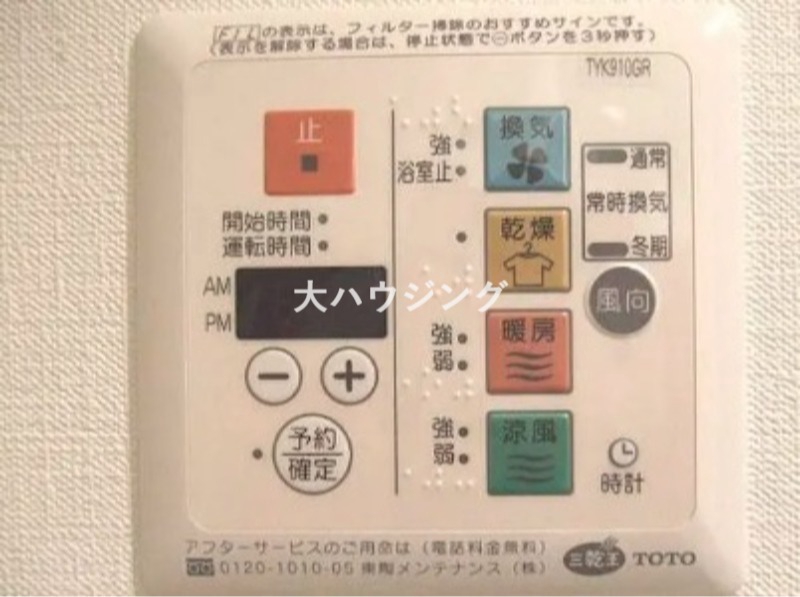 FILの表示は、フィルター掃除のおすすめサインです。
(表示を解除する場合は、停止状態で⊖ボタンを3秒押す)
TYK910GR
止
開始時間
運転時間
AM
PM
予約
確定
強
浴室止
換気
乾燥
強
弱
暖房
強
弱
涼風
通常
常時換気
冬期
風向
時計
大ハウジング
アフターサービスのご用命は(電話料金無料)
0120-1010-05 東陶メンテナンス(株)
三乾王 TOTO